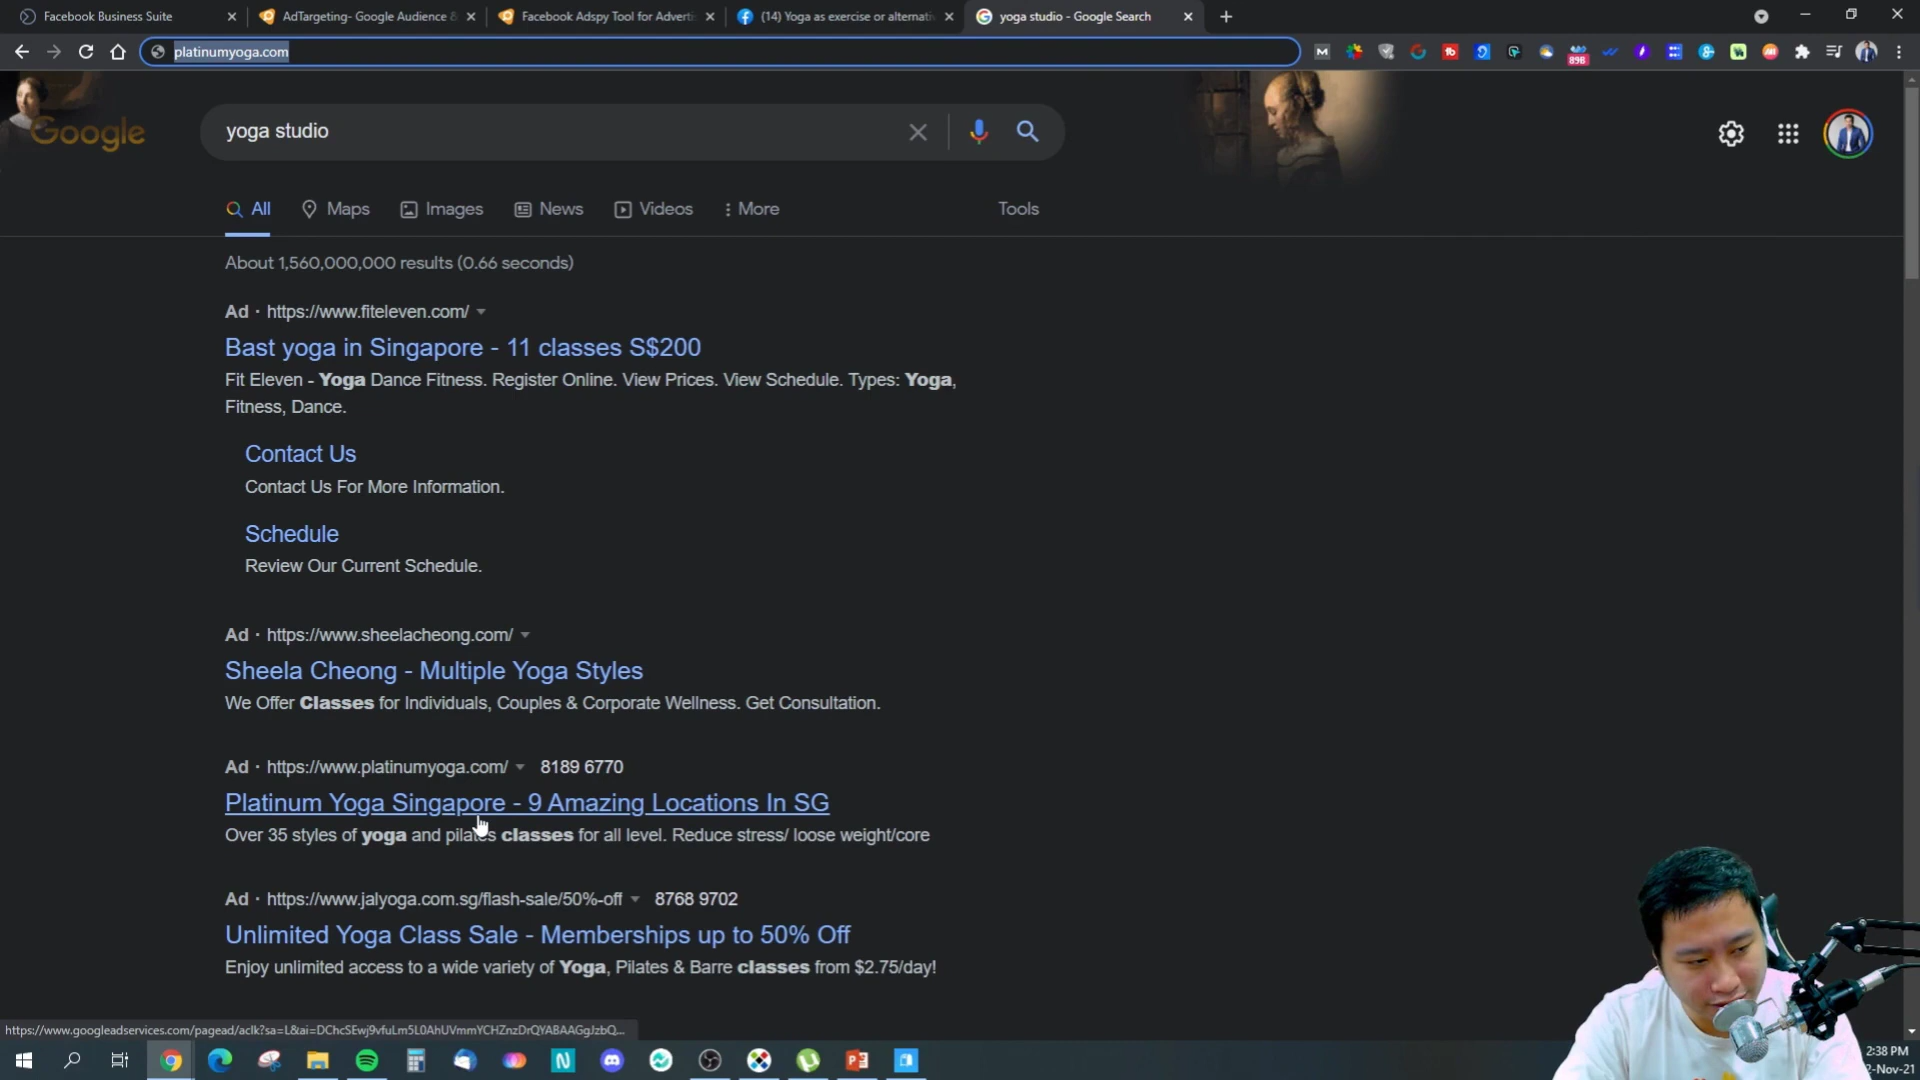 Facebook Business Suite
AdTargeting- Google Audience &
Facebook Adspy Tool for Adverti
(14) Yoga as exercise or alternati
yoga studio - Google Search
platinumyoga.com
Google
yoga studio
All
Maps
Images
News
Videos
More
Tools
About 1,560,000,000 results (0.66 seconds)
Ad · https://www.fiteleven.com/
Bast yoga in Singapore - 11 classes S$200
Fit Eleven - Yoga Dance Fitness. Register Online. View Prices. View Schedule. Types: Yoga,
Fitness, Dance.
Contact Us
Contact Us For More Information.
Schedule
Review Our Current Schedule.
Ad · https://www.sheelacheong.com/
Sheela Cheong - Multiple Yoga Styles
We Offer Classes for Individuals, Couples & Corporate Wellness. Get Consultation.
Ad · https://www.platinumyoga.com/ 8189 6770
Platinum Yoga Singapore - 9 Amazing Locations In SG
Over 35 styles of yoga and pilates classes for all level. Reduce stress/ loose weight/core
Ad · https://www.jalyoga.com.sg/flash-sale/50%-off 8768 9702
Unlimited Yoga Class Sale - Memberships up to 50% Off
Enjoy unlimited access to a wide variety of Yoga, Pilates & Barre classes from $2.75/day!
2:38 PM
2-Nov-21